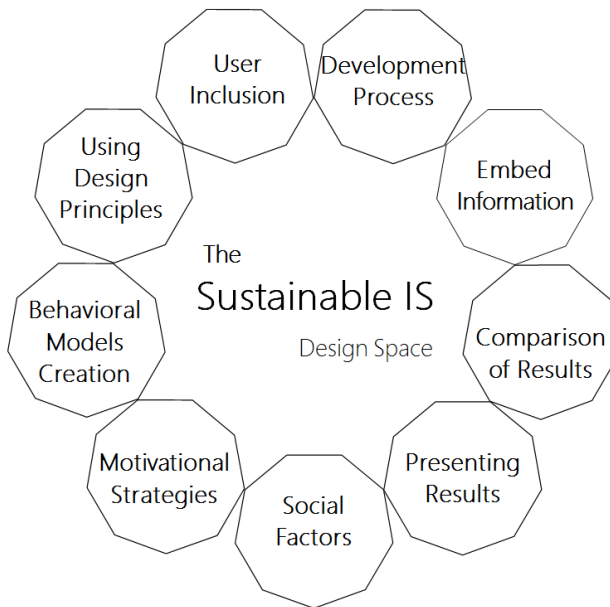 User
Inclusion
Development
Process
Using
Design
Principles
Embed
Information
The
Sustainable IS
Design Space
Behavioral
Models
Creation
Comparison
of Results
Motivational
Strategies
Presenting
Results
Social
Factors